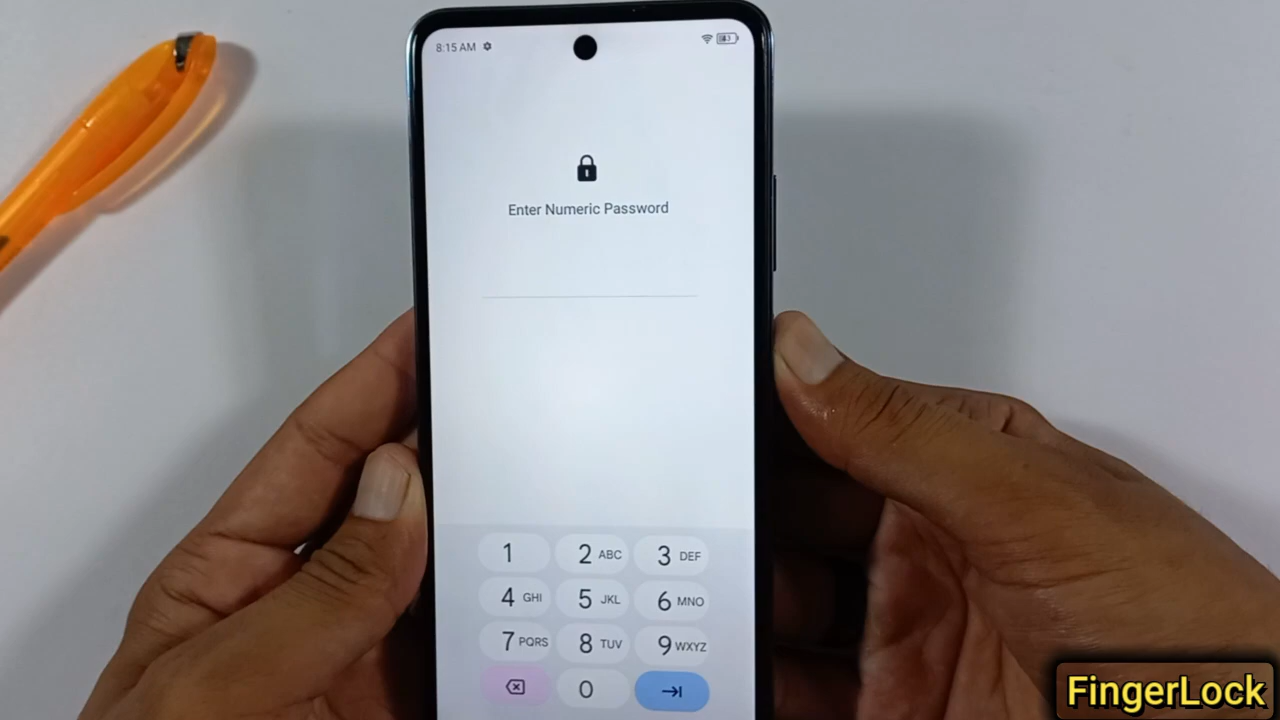 8:15 AM
Enter Numeric Password
1
2 ABC
3 DEF
4 GHI
5 JKL
6 MNO
7 PQRS
8 TUV
9 WXYZ
0
FingerLock